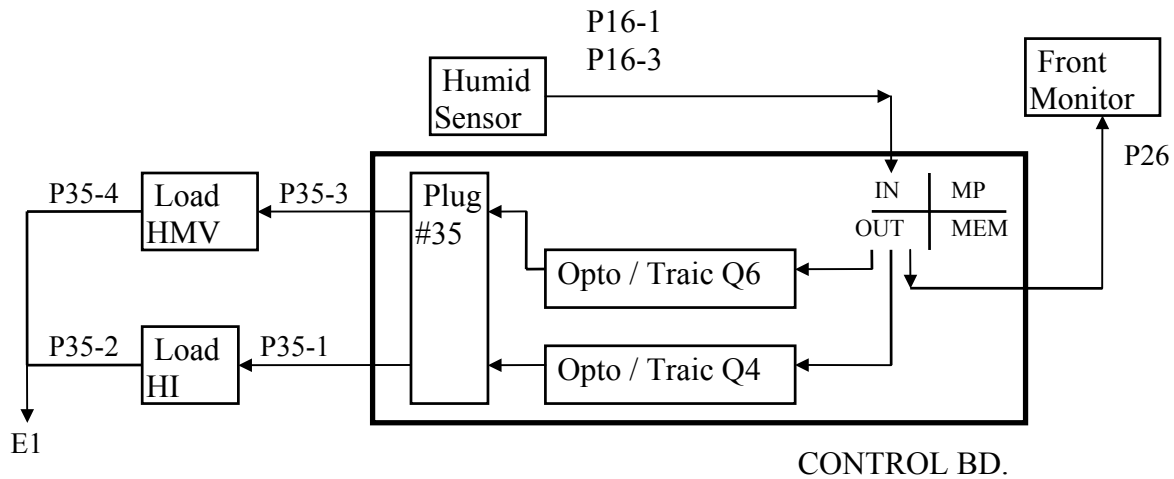 P16-1
P16-3
Humid
Sensor
Front
Monitor
P26
P35-4
Load
HMV
P35-3
Plug
#35
IN
MP
OUT
MEM
Opto / Traic Q6
P35-2
Load
HI
P35-1
Opto / Traic Q4
E1
CONTROL BD.